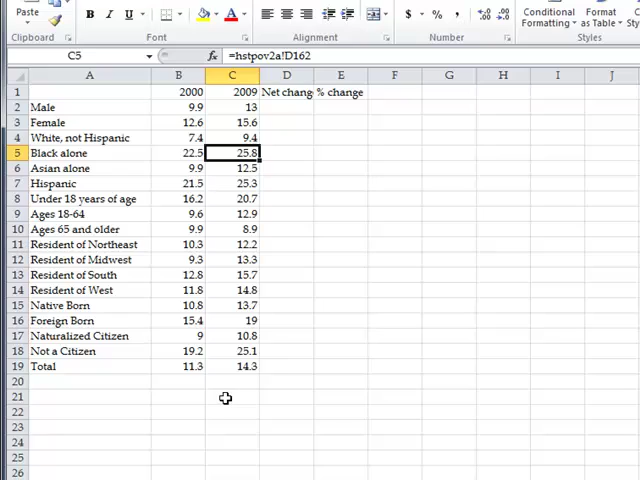 Paste
B I U
A
$ % ,
.0 .00
.00 .0
Conditional Format
Formatting as Table
Clipboard Font Alignment Number Styles
C5 fx =hstpov2a!D162
A B C D E F G H I J
1 2000 2009 Net chang % change
2 Male 9.9 13
3 Female 12.6 15.6
4 White, not Hispanic 7.4 9.4
5 Black alone 22.5 25.8
6 Asian alone 9.9 12.5
7 Hispanic 21.5 25.3
8 Under 18 years of age 16.2 20.7
9 Ages 18-64 9.6 12.9
10 Ages 65 and older 9.9 8.9
11 Resident of Northeast 10.3 12.2
12 Resident of Midwest 9.3 13.3
13 Resident of South 12.8 15.7
14 Resident of West 11.8 14.8
15 Native Born 10.8 13.7
16 Foreign Born 15.4 19
17 Naturalized Citizen 9 10.8
18 Not a Citizen 19.2 25.1
19 Total 11.3 14.3
20
21
22
23
24
25
26